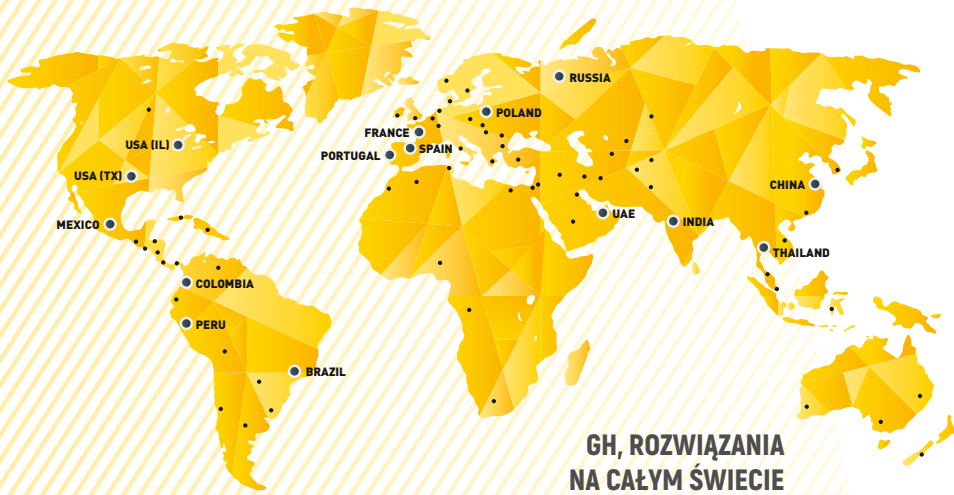 RUSSIA
POLAND
FRANCE
USA (IL)
SPAIN
PORTUGAL
USA (TX)
CHINA
UAE
MEXICO
INDIA
THAILAND
COLOMBIA
PERU
BRAZIL
GH, ROZWIĄZANIA
NA CAŁYM ŚWIECIE